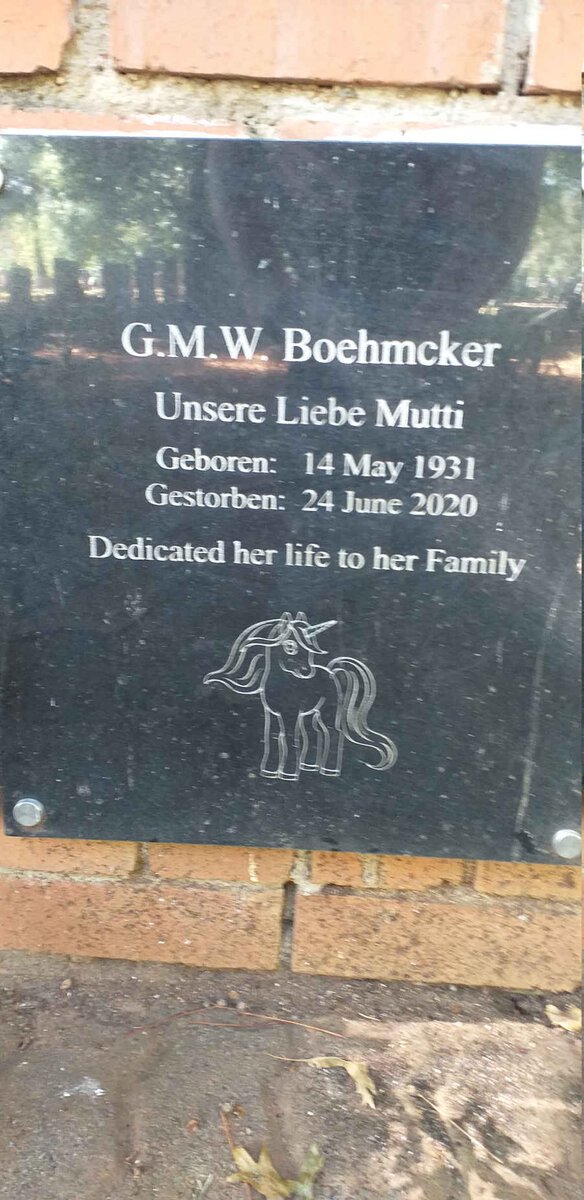 G.M.W. Boehmcker
Unsere Liebe Mutti
Geboren: 14 May 1931
Gestorben: 24 June 2020
Dedicated her life to her Family